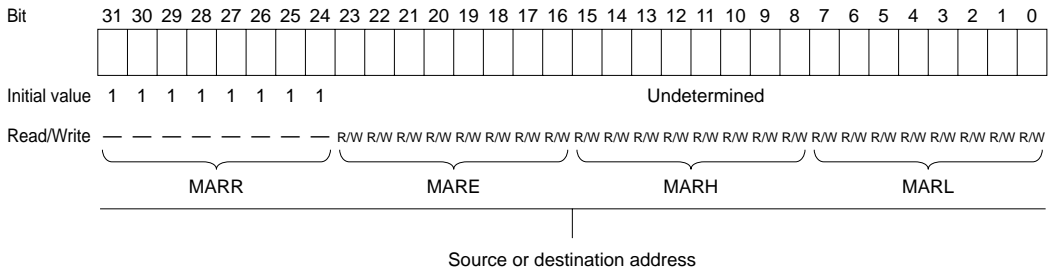 Bit 31 30 29 28 27 26 25 24 23 22 21 20 19 18 17 16 15 14 13 12 11 10 9 8 7 6 5 4 3 2 1 0
Initial value 1 1 1 1 1 1 1 1 Undetermined
Read/Write — — — — — — — — R/W R/W R/W R/W R/W R/W R/W R/W R/W R/W R/W R/W R/W R/W R/W R/W R/W R/W R/W R/W R/W R/W R/W R/W
MARR MARE MARH MARL
Source or destination address